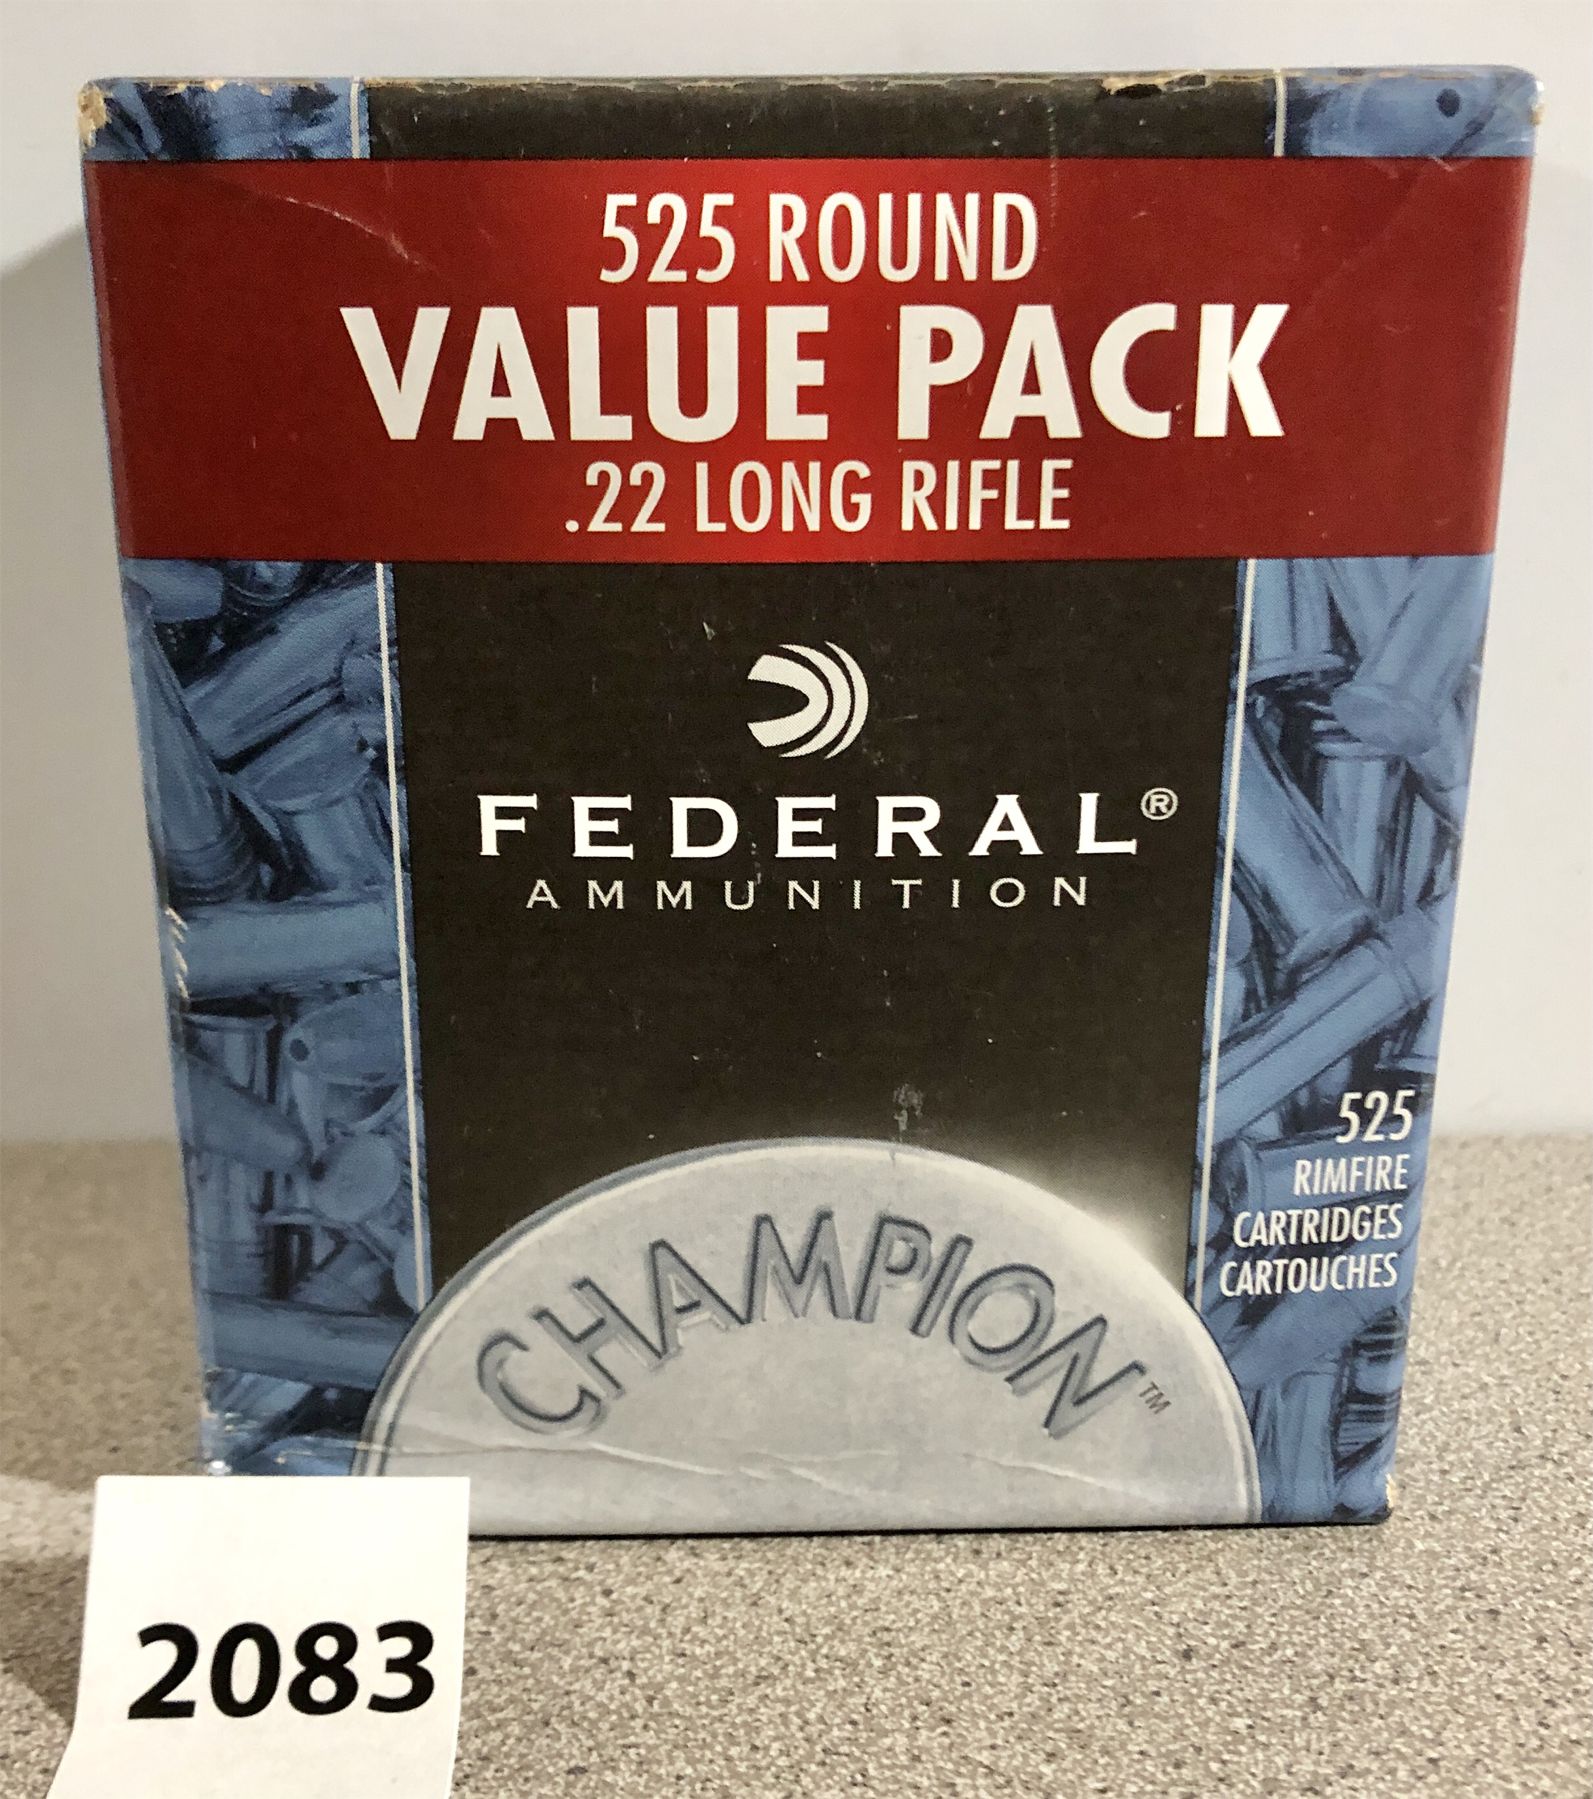 525 ROUND
VALUE PACK
.22 LONG RIFLE
FEDERAL®
AMMUNITION
525
RIMFIRE
CARTRIDGES
CARTOUCHES
CHAMPION™
2083